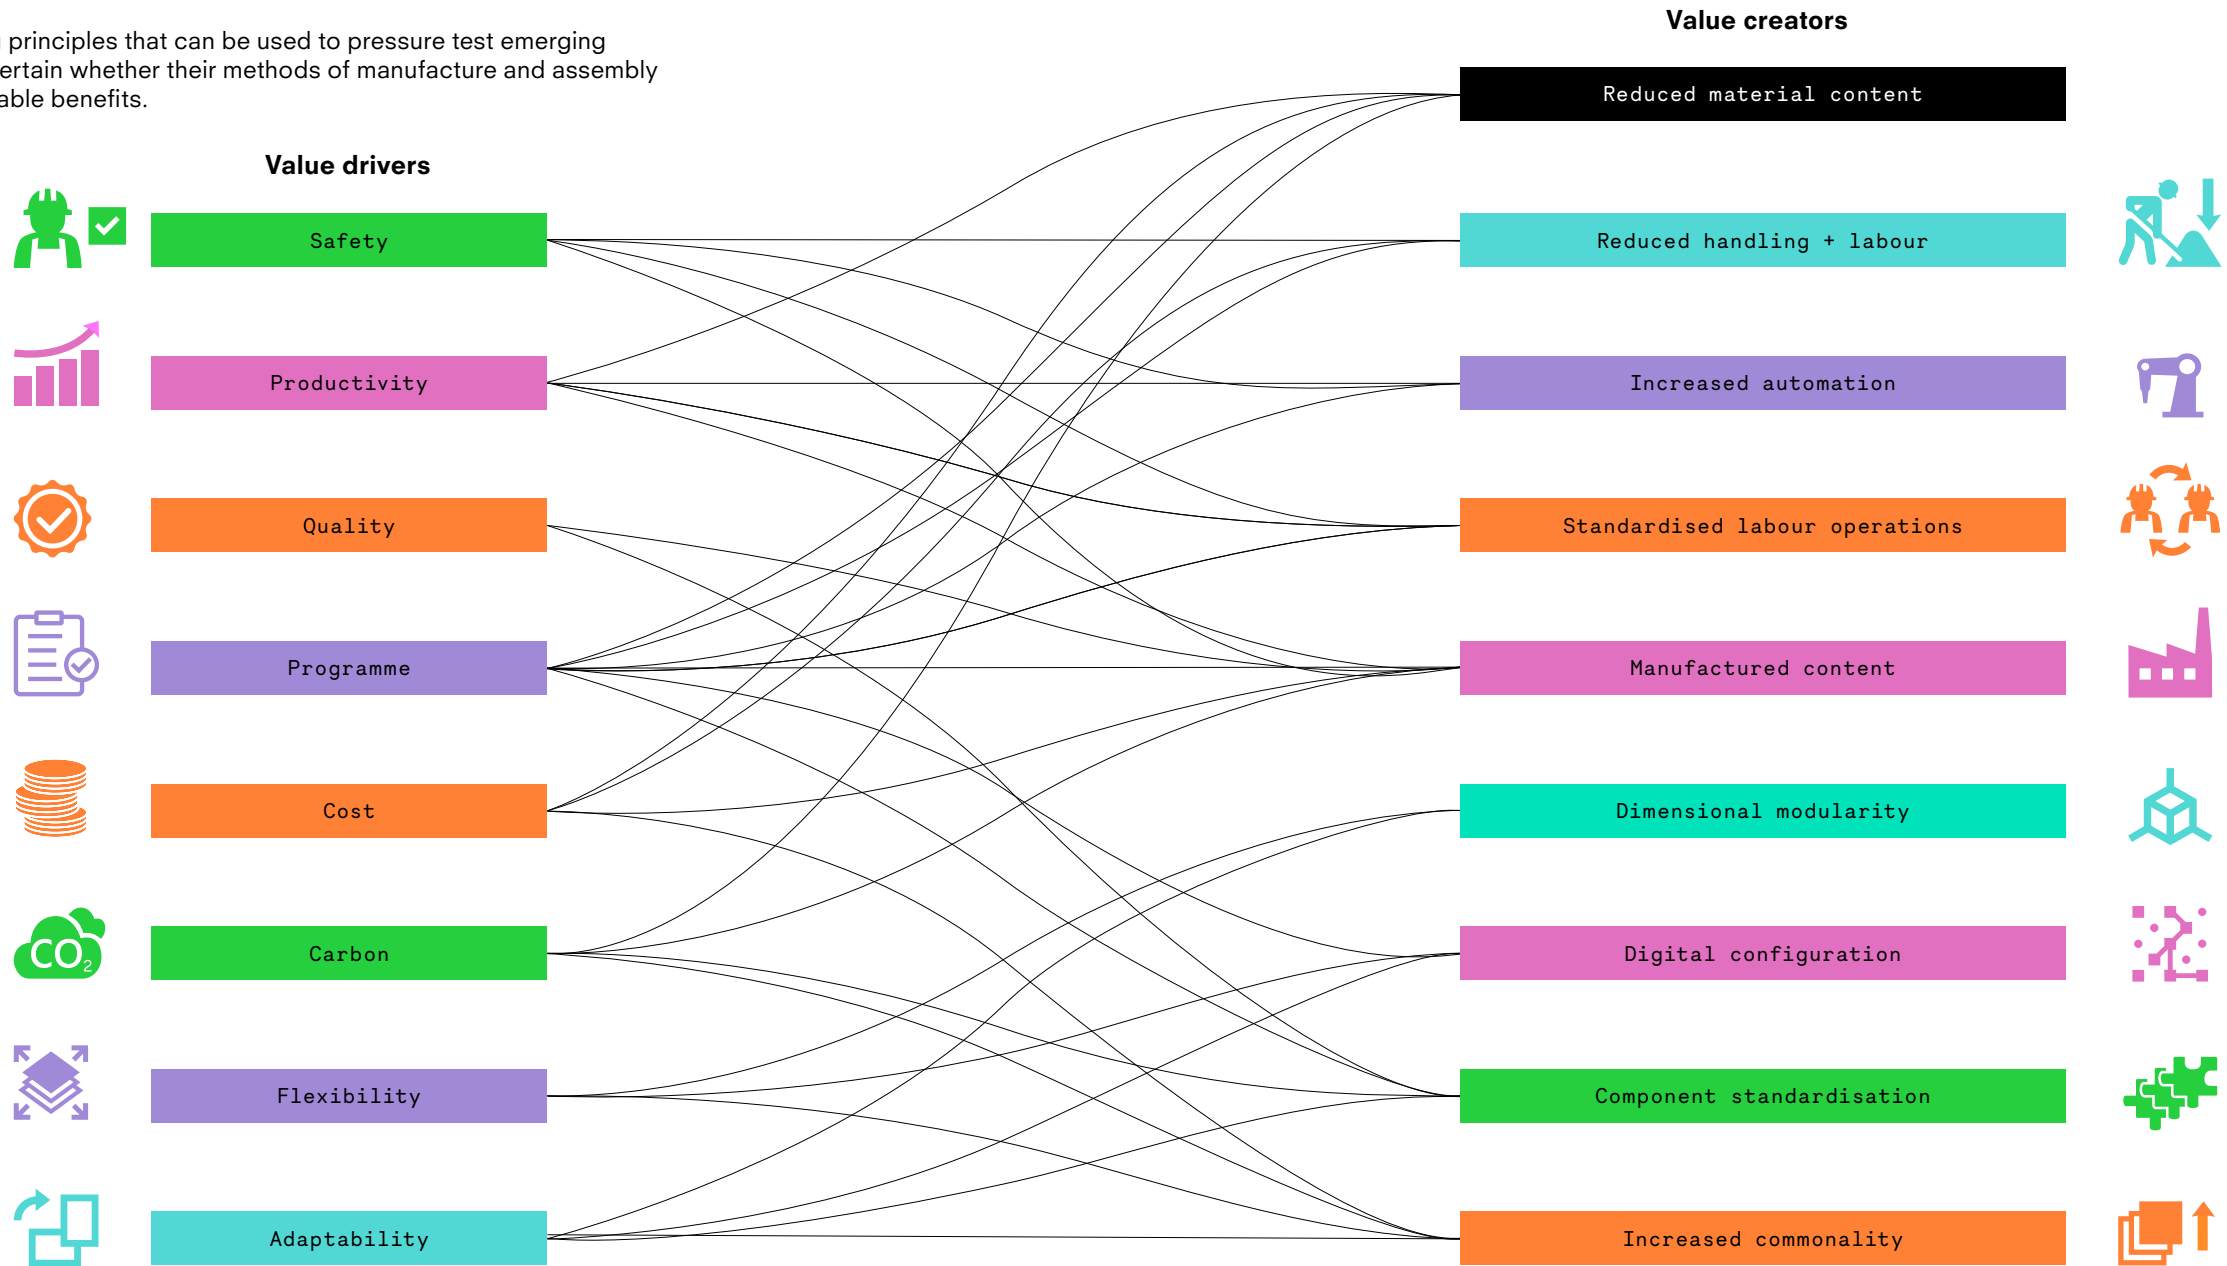 principles that can be used to pressure test emerging
ertain whether their methods of manufacture and assembly
able benefits.
Value drivers
Safety
Productivity
Quality
Programme
Cost
CO2
Carbon
Flexibility
Adaptability
Value creators
Reduced material content
Reduced handling + labour
Increased automation
Standardised labour operations
Manufactured content
Dimensional modularity
Digital configuration
Component standardisation
Increased commonality